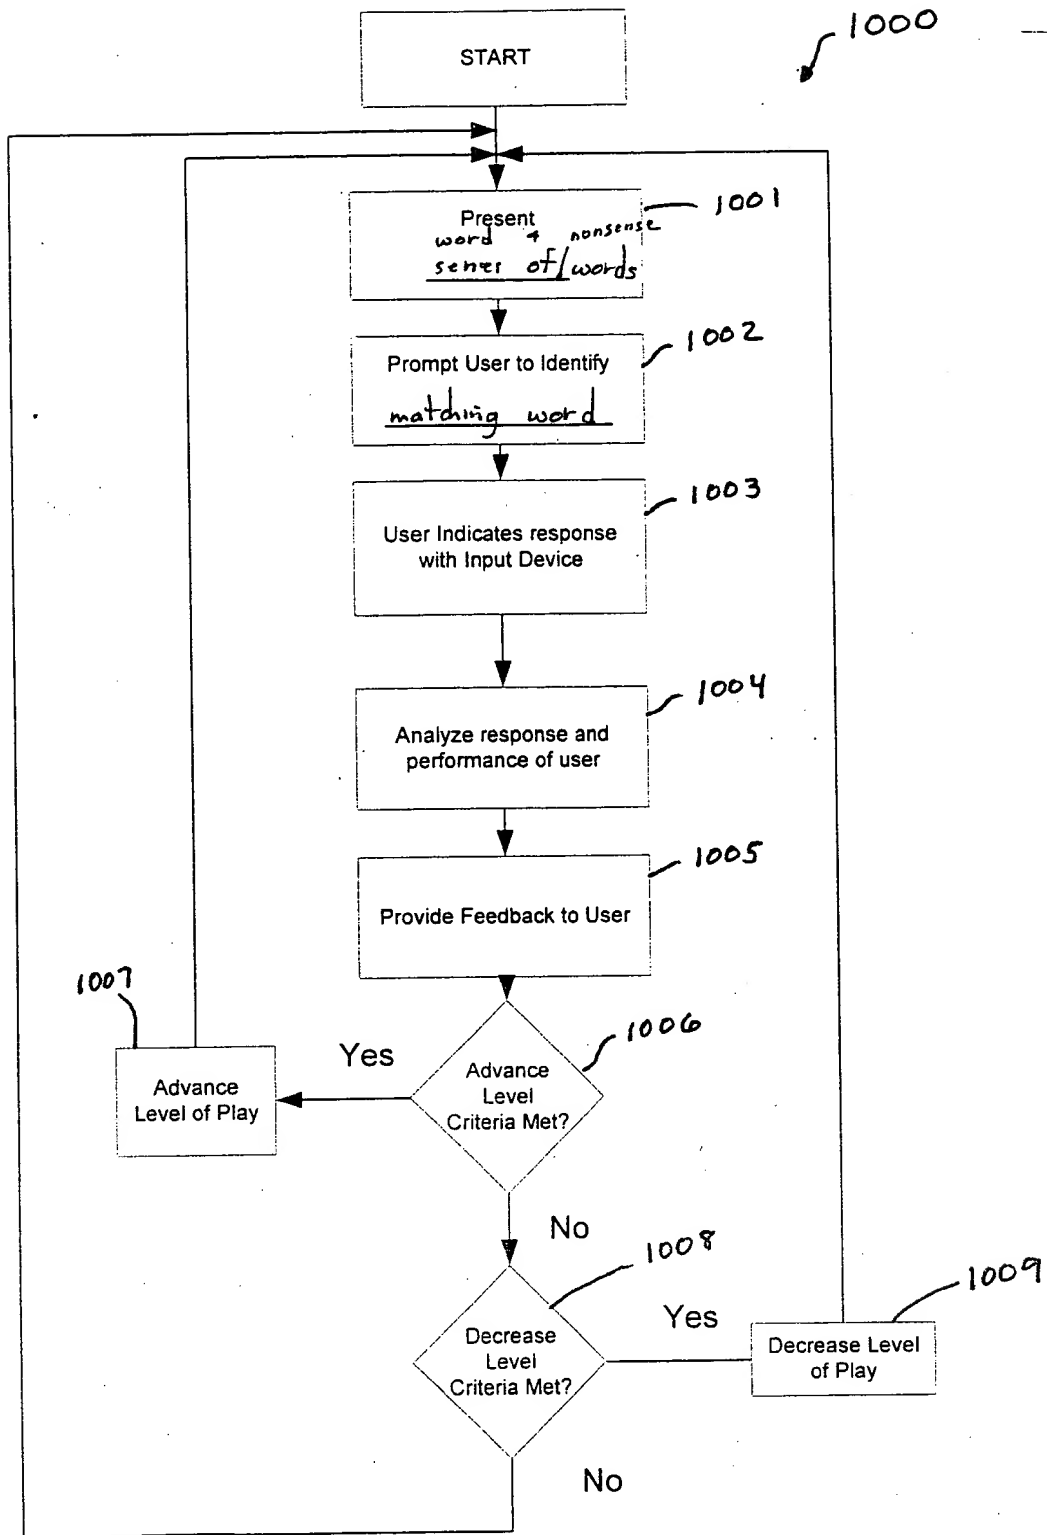 1000
START
1001
Present
word & nonsense
series of / words
1002
Prompt User to Identify
matching word
1003
User Indicates response
with Input Device
1004
Analyze response and
performance of user
1005
Provide Feedback to User
1007
1006
Yes
Advance
Level of Play
Advance
Level
Criteria Met?
No
1008
1009
Yes
Decrease
Level
Criteria Met?
Decrease Level
of Play
No